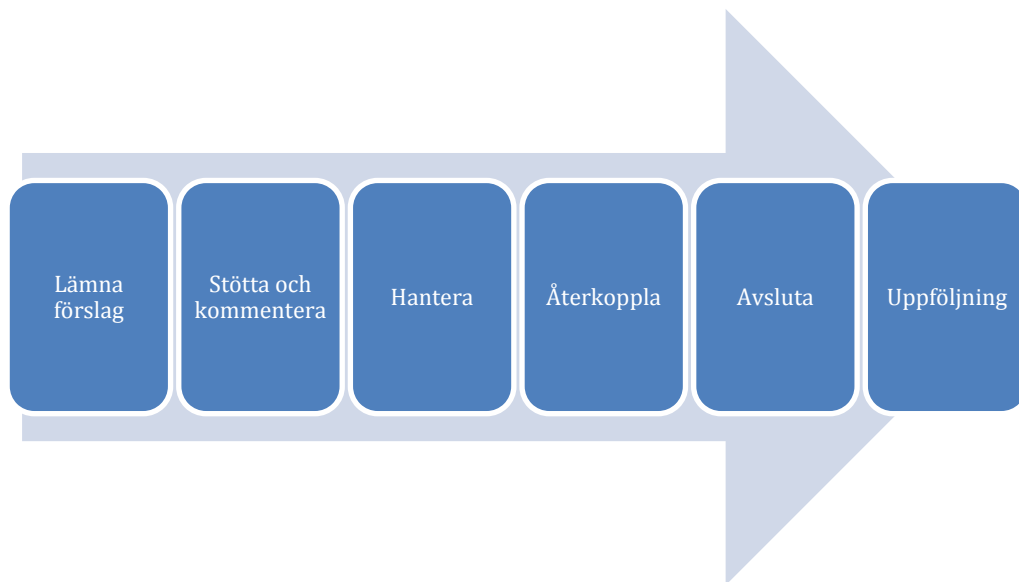 Lämna
förslag
Stötta och
kommentera
Hantera
Återkoppla
Avsluta
Uppföljning